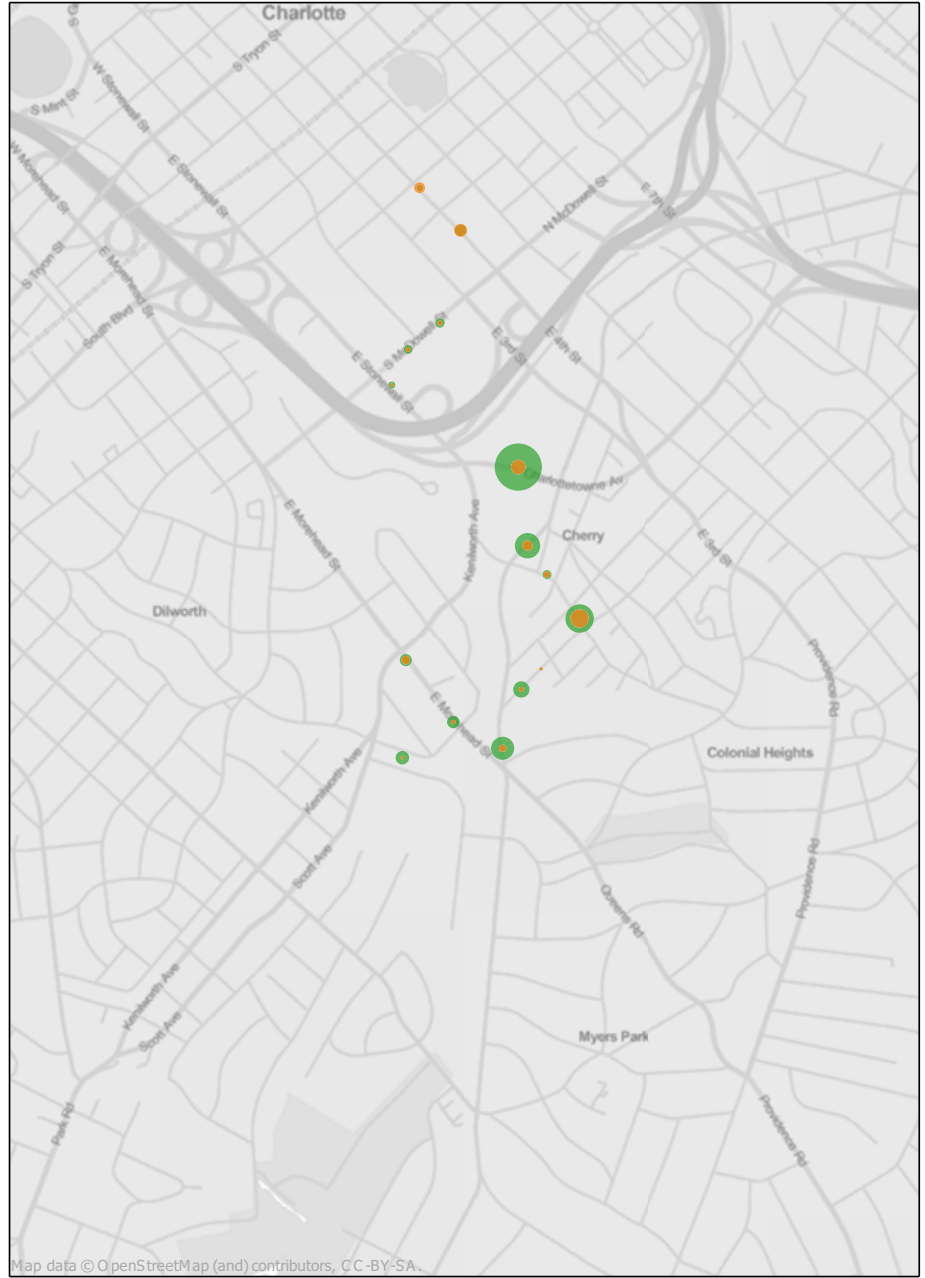 Charlotte
S G
S Tryon St
W Stonewall St
S Mint St
E Stonewall St
W Morehead St
N McDowell St
E 7th St
S Tryon St
E Morehead St
South Blvd
S McDowell St
E 3rd St
E 4th St
E Stonewall St
Charlottetowne Av
E Morehead St
Kenilworth Ave
Cherry
E 3rd St
Dilworth
Providence Rd
E Morehead St
Colonial Heights
Kenilworth Ave
Scott Ave
Providence Rd
Queens Rd
Kenilworth Ave
Scott Ave
Myers Park
Park Rd
Providence Rd
Map data © OpenStreetMap (and) contributors, CC-BY-SA.